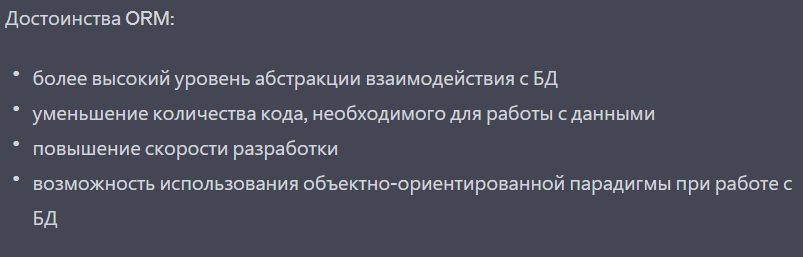 Достоинства ORM:
• более высокий уровень абстракции взаимодействия с БД
• уменьшение количества кода, необходимого для работы с данными
• повышение скорости разработки
• возможность использования объектно-ориентированной парадигмы при работе с
БД